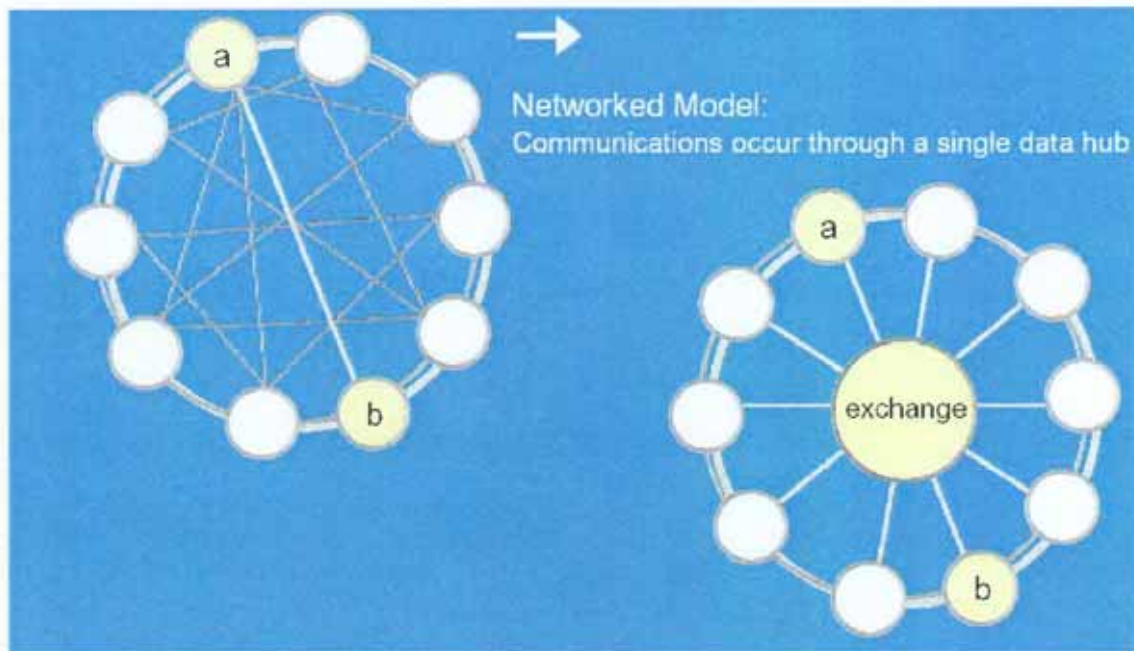 a
b
Networked Model:
Communications occur through a single data hub
a
exchange
b